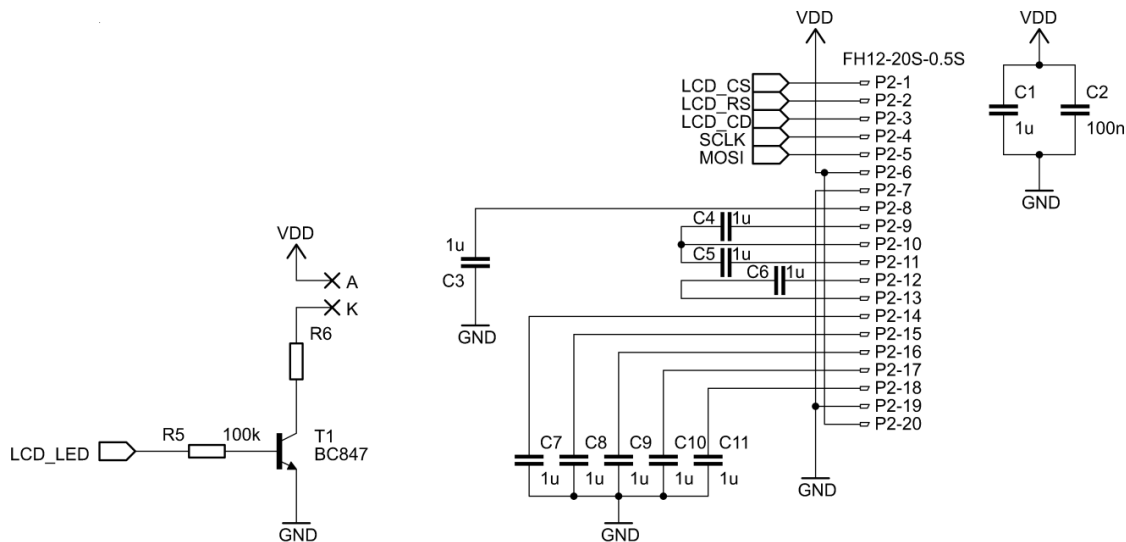 VDD
VDD
FH12-20S-0.5S
LCD_CS
P2-1
LCD_RS
P2-2
C1
C2
LCD_CD
P2-3
1u
100n
SCLK
P2-4
MOSI
P2-5
P2-6
P2-7
GND
P2-8
C4
1u
P2-9
P2-10
VDD
1u
C5
1u
P2-11
C3
C6
1u
P2-12
A
P2-13
K
P2-14
R6
GND
P2-15
P2-16
P2-17
P2-18
P2-19
P2-20
R5
100k
T1
BC847
C7
C8
C9
C10
C11
LCD_LED
1u
1u
1u
1u
1u
GND
GND
GND